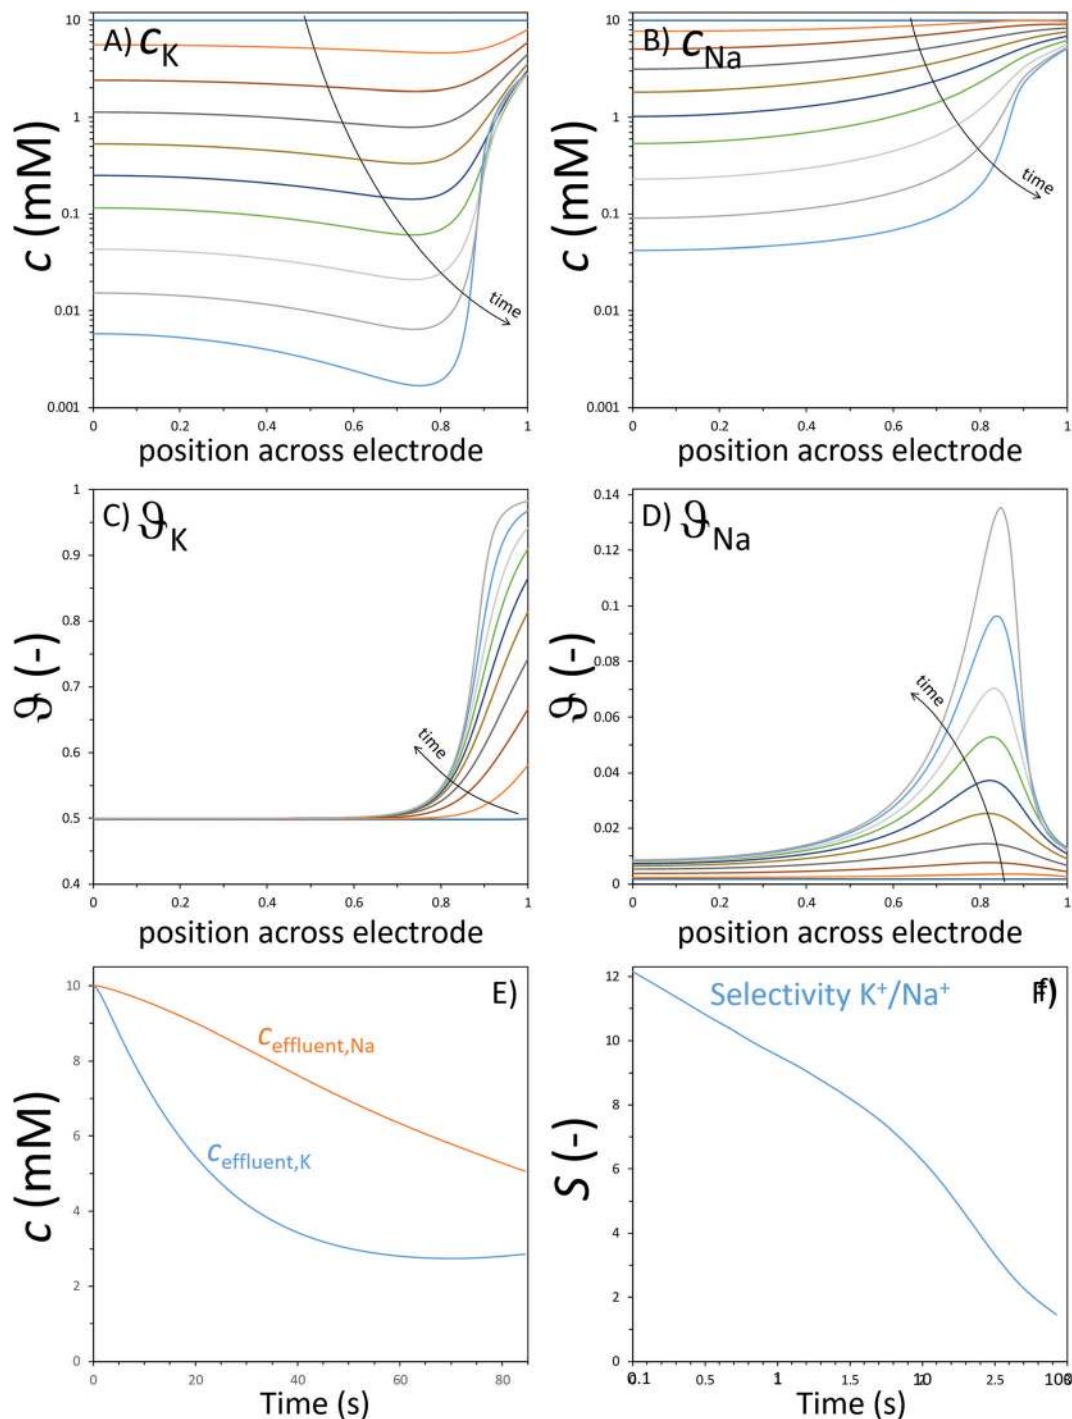 A) cK
10
1
0.1
0.01
0.001
c (mM)
time
0 0.2 0.4 0.6 0.8 1
position across electrode
B) cNa
10
1
0.1
0.01
0.001
c (mM)
time
0 0.2 0.4 0.6 0.8 1
position across electrode
C) ϑK
1
0.9
0.8
0.7
0.6
0.5
0.4
ϑ (-)
time
0 0.2 0.4 0.6 0.8 1
position across electrode
D) ϑNa
0.14
0.12
0.1
0.08
0.06
0.04
0.02
0
ϑ (-)
time
0 0.2 0.4 0.6 0.8 1
position across electrode
E)
10
8
6
4
2
0
c (mM)
ceffluent,Na
ceffluent,K
0 20 40 60 80
Time (s)
Selectivity K⁺/Na⁺
12
10
8
6
4
2
0
S (-)
0.1 0.5 1 1.5 10 2.5 100
Time (s)